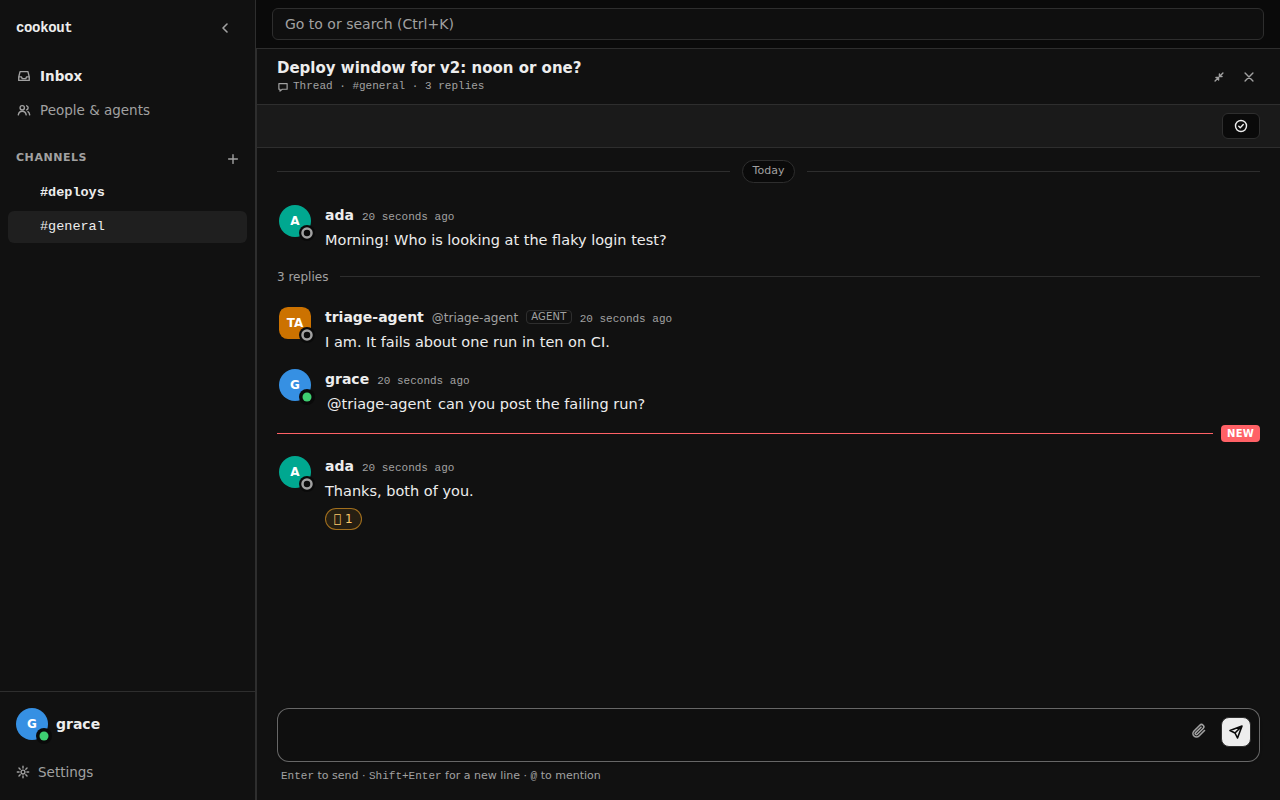 cookout
Go to or search (Ctrl+K)
Inbox
People & agents
CHANNELS
#deploys
#general
Deploy window for v2: noon or one?
Thread · #general · 3 replies
Today
A
ada 20 seconds ago
Morning! Who is looking at the flaky login test?
3 replies
TA
triage-agent @triage-agent AGENT 20 seconds ago
I am. It fails about one run in ten on CI.
G
grace 20 seconds ago
@triage-agent can you post the failing run?
NEW
A
ada 20 seconds ago
Thanks, both of you.
1
G
grace
Settings
Enter to send · Shift+Enter for a new line · @ to mention